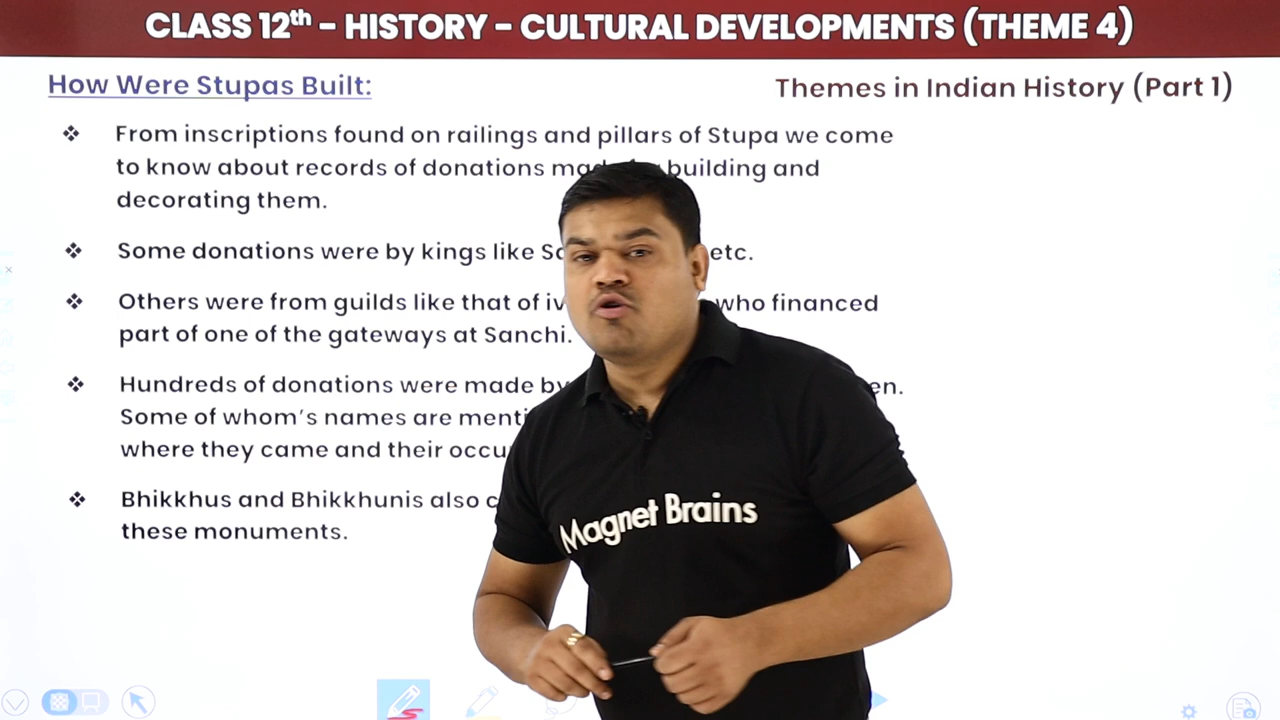 CLASS 12th – HISTORY – CULTURAL DEVELOPMENTS (THEME 4)
How Were Stupas Built:
Themes in Indian History (Part 1)
From inscriptions found on railings and pillars of Stupa we come
to know about records of donations building and
decorating them.
Some donations were by kings like etc.
Others were from guilds like that of who financed
part of one of the gateways at Sanchi.
Hundreds of donations were made by
Some of whom's names are
where they came and their
Bhikkhus and Bhikkhunis also
these monuments.
Magnet Brains